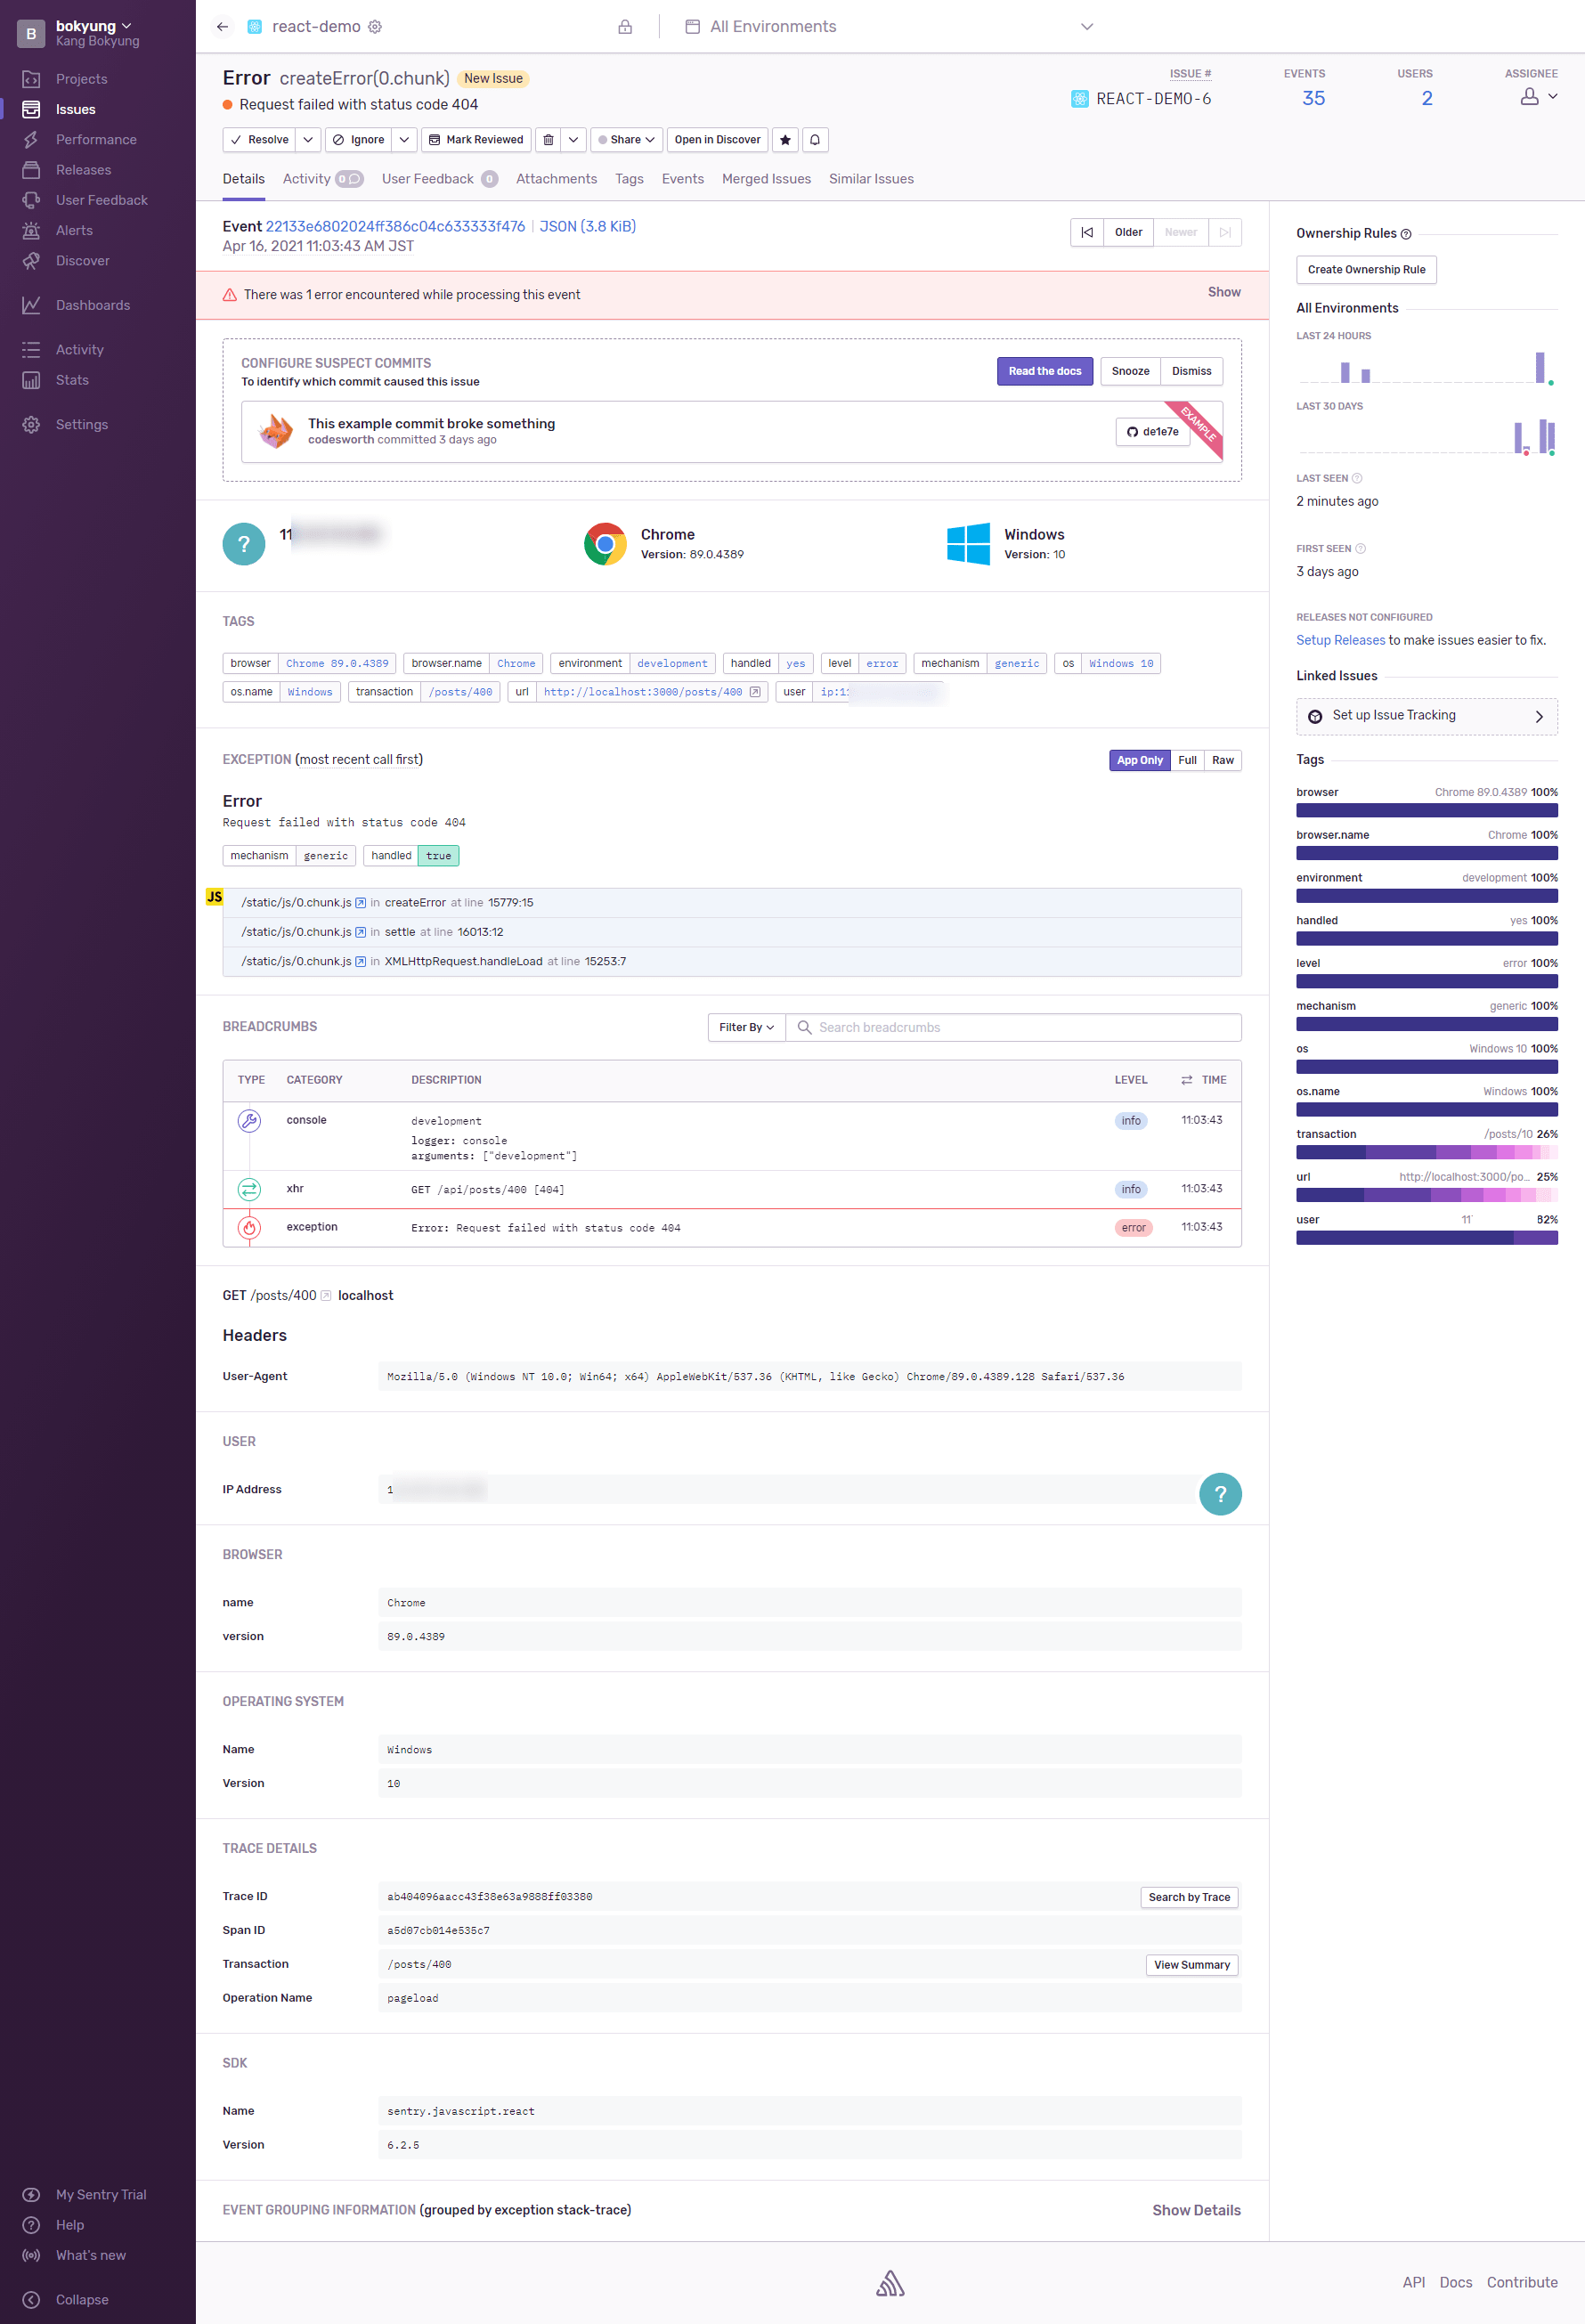 B
bokyung
Kang Bokyung
Projects
Issues
Performance
Releases
User Feedback
Alerts
Discover
Dashboards
Activity
Stats
Settings
My Sentry Trial
Help
What's new
Collapse
react-demo
All Environments
Error createError(0.chunk) New Issue
Request failed with status code 404
ISSUE # EVENTS USERS ASSIGNEE
REACT-DEMO-6 35 2
Resolve Ignore Mark Reviewed Share Open in Discover
Details Activity 0 User Feedback 0 Attachments Tags Events Merged Issues Similar Issues
Event 22133e6802024ff386c04c633333f476 | JSON (3.8 KiB)
Apr 16, 2021 11:03:43 AM JST
Older Newer
There was 1 error encountered while processing this event Show
CONFIGURE SUSPECT COMMITS
To identify which commit caused this issue
Read the docs Snooze Dismiss
This example commit broke something
codesworth committed 3 days ago
de1e7e
EXAMPLE
? 11
Chrome
Version: 89.0.4389
Windows
Version: 10
TAGS
browser Chrome 89.0.4389 browser.name Chrome environment development handled yes level error mechanism generic os Windows 10
os.name Windows transaction /posts/400 url http://localhost:3000/posts/400 user ip:11
EXCEPTION (most recent call first) App Only Full Raw
Error
Request failed with status code 404
mechanism generic handled true
JS
/static/js/0.chunk.js in createError at line 15779:15
/static/js/0.chunk.js in settle at line 16013:12
/static/js/0.chunk.js in XMLHttpRequest.handleLoad at line 15253:7
BREADCRUMBS Filter By Search breadcrumbs
TYPE CATEGORY DESCRIPTION LEVEL TIME
console development info 11:03:43
logger: console
arguments: ["development"]
xhr GET /api/posts/400 [404] info 11:03:43
exception Error: Request failed with status code 404 error 11:03:43
GET /posts/400 localhost
Headers
User-Agent Mozilla/5.0 (Windows NT 10.0; Win64; x64) AppleWebKit/537.36 (KHTML, like Gecko) Chrome/89.0.4389.128 Safari/537.36
USER
IP Address 1 ?
BROWSER
name Chrome
version 89.0.4389
OPERATING SYSTEM
Name Windows
Version 10
TRACE DETAILS
Trace ID ab404096aacc43f38e63a9888ff03380 Search by Trace
Span ID a5d07cb014e535c7
Transaction /posts/400 View Summary
Operation Name pageload
SDK
Name sentry.javascript.react
Version 6.2.5
EVENT GROUPING INFORMATION (grouped by exception stack-trace) Show Details
Ownership Rules ?
Create Ownership Rule
All Environments
LAST 24 HOURS
LAST 30 DAYS
LAST SEEN ?
2 minutes ago
FIRST SEEN ?
3 days ago
RELEASES NOT CONFIGURED
Setup Releases to make issues easier to fix.
Linked Issues
Set up Issue Tracking
Tags
browser Chrome 89.0.4389 100%
browser.name Chrome 100%
environment development 100%
handled yes 100%
level error 100%
mechanism generic 100%
os Windows 10 100%
os.name Windows 100%
transaction /posts/10 26%
url http://localhost:3000/po... 25%
user 11 82%
API Docs Contribute